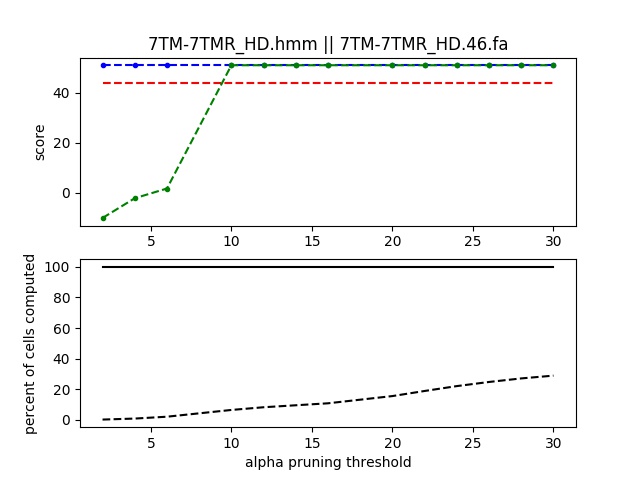 7TM-7TMR_HD.hmm || 7TM-7TMR_HD.46.fa
score
40
20
0
5 10 15 20 25 30
percent of cells computed
100
80
60
40
20
0
5 10 15 20 25 30
alpha pruning threshold